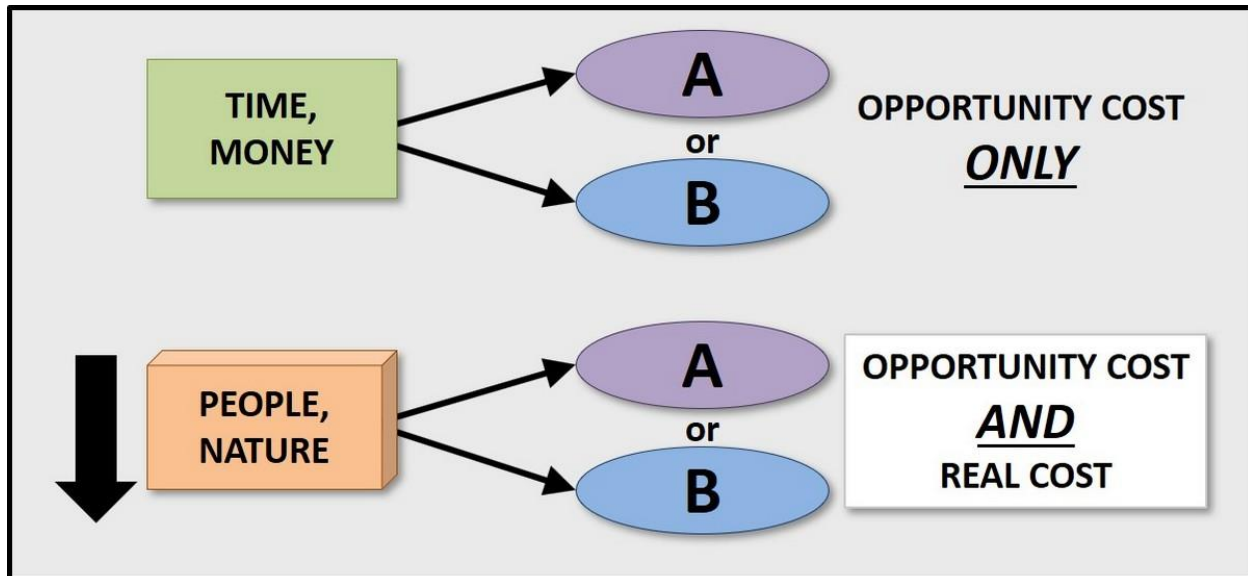 TIME,
MONEY
A
or
B
OPPORTUNITY COST
ONLY
PEOPLE,
NATURE
A
or
B
OPPORTUNITY COST
AND
REAL COST